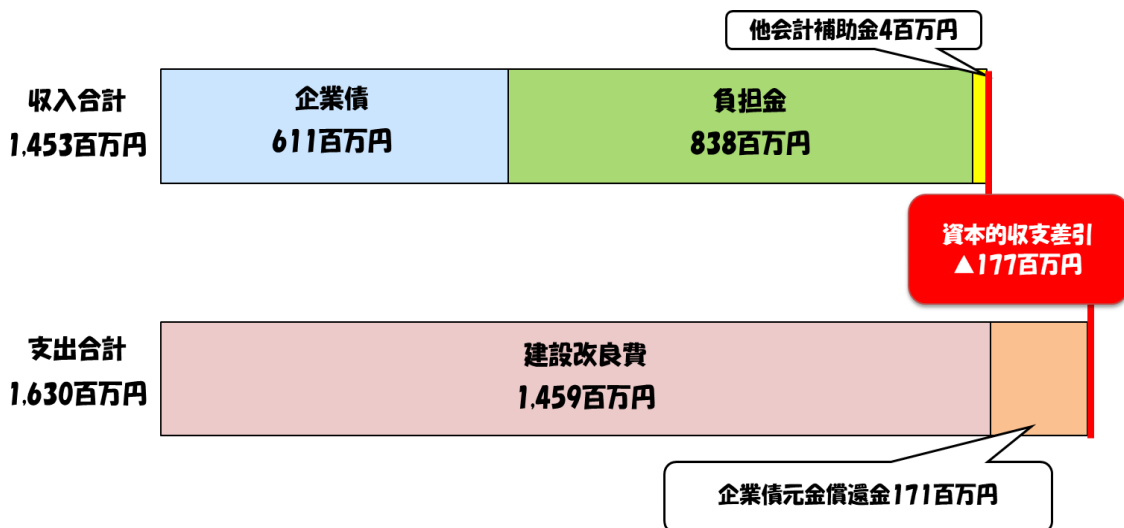 他会計補助金4百万円
収入合計
1,453百万円
企業債
611百万円
負担金
838百万円
資本的収支差引
▲177百万円
支出合計
1,630百万円
建設改良費
1,459百万円
企業債元金償還金171百万円